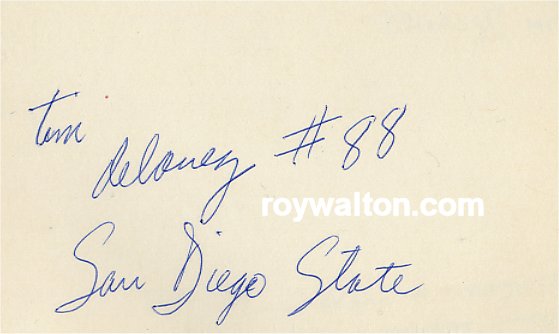 Tim
Delaney #88
roywalton.com
San Diego State